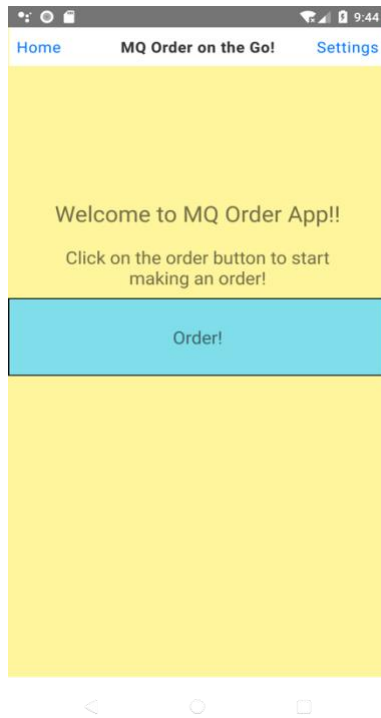 9:44
Home MQ Order on the Go! Settings
Welcome to MQ Order App!!
Click on the order button to start
making an order!
Order!